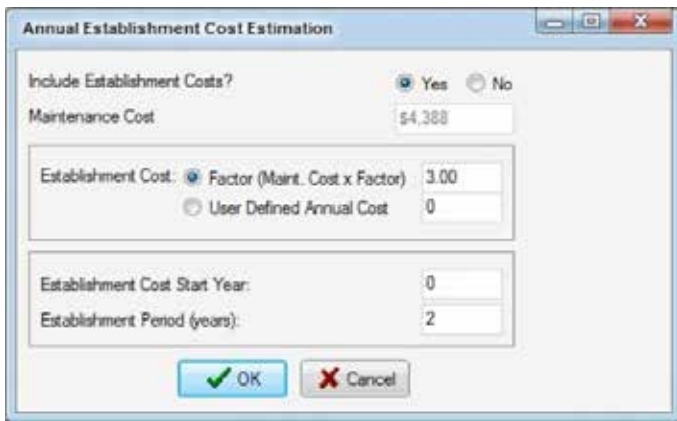 Annual Establishment Cost Estimation
Include Establishment Costs? Yes No
Maintenance Cost $4,388
Establishment Cost: Factor (Maint. Cost x Factor) 3.00
User Defined Annual Cost 0
Establishment Cost Start Year: 0
Establishment Period (years): 2
OK Cancel